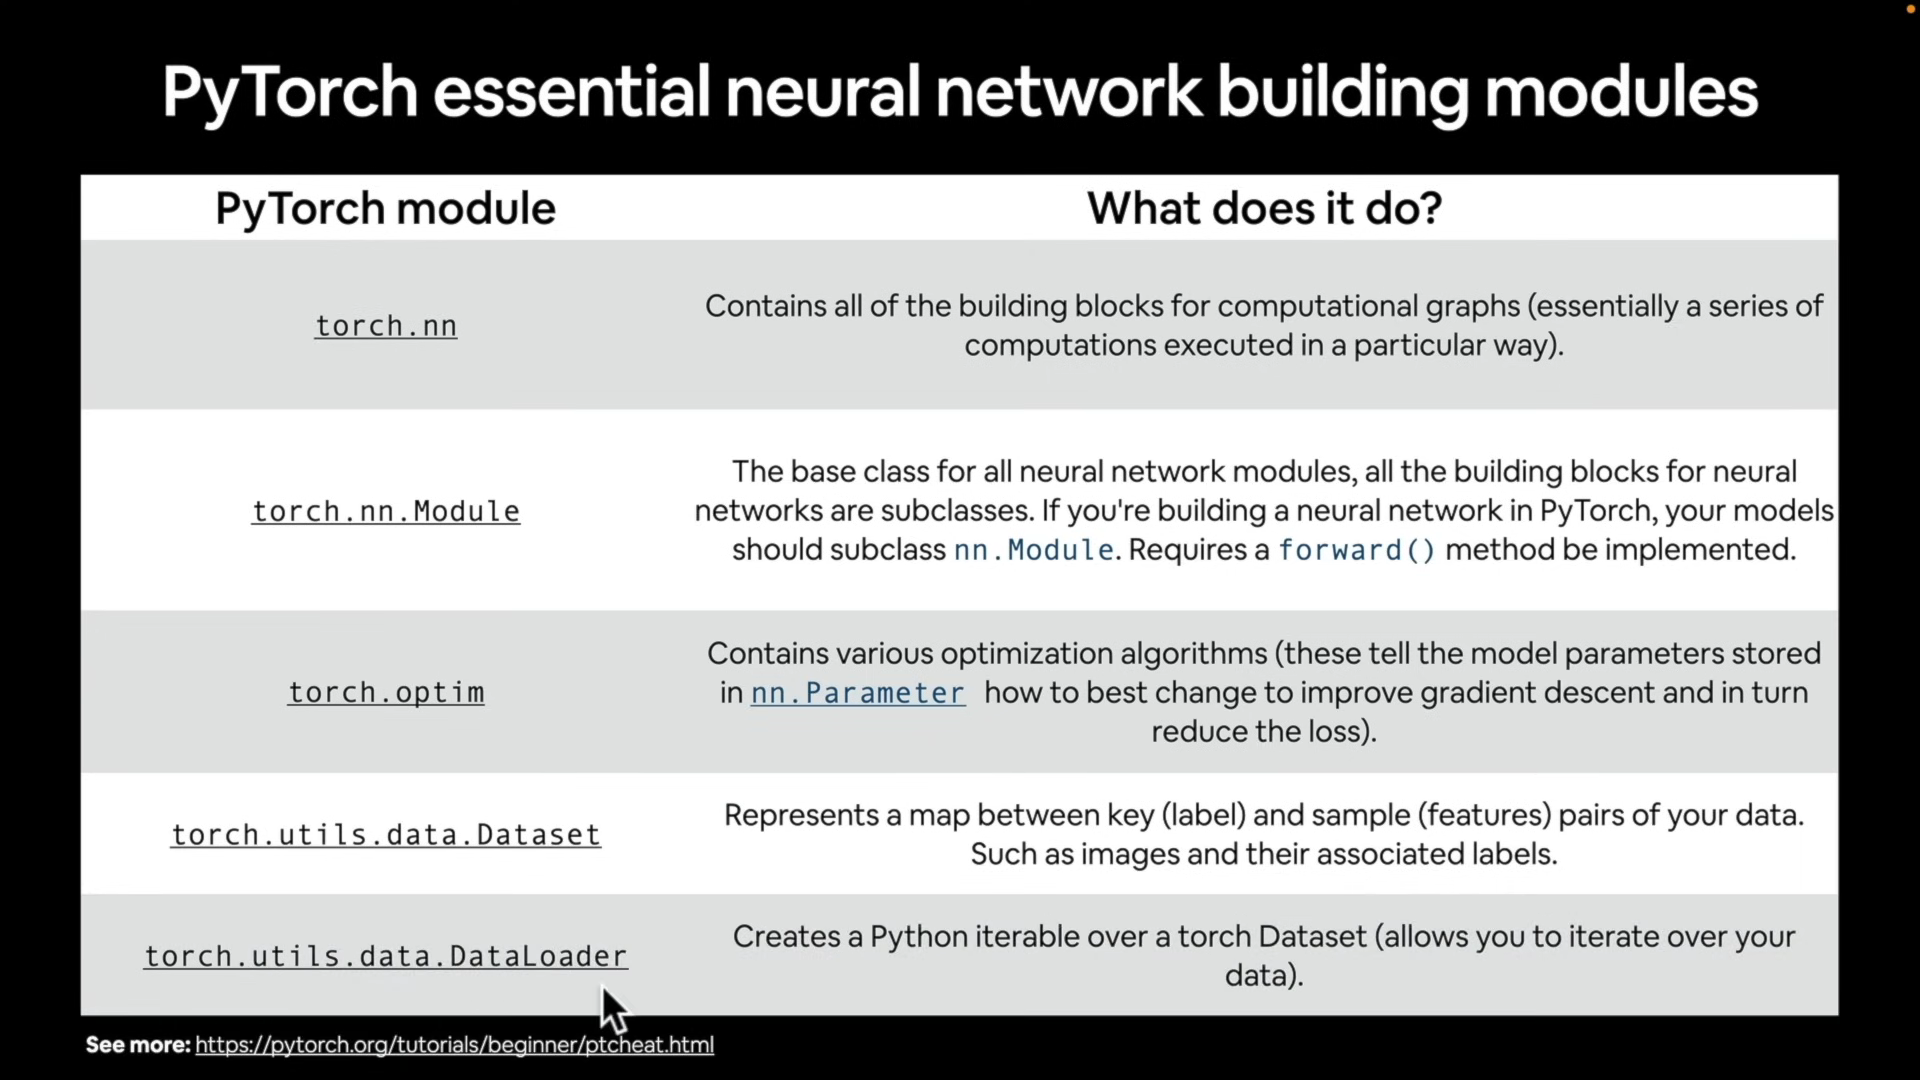 PyTorch essential neural network building modules
PyTorch module
What does it do?
torch.nn
Contains all of the building blocks for computational graphs (essentially a series of
computations executed in a particular way).
torch.nn.Module
The base class for all neural network modules, all the building blocks for neural
networks are subclasses. If you're building a neural network in PyTorch, your models
should subclass nn.Module. Requires a forward() method be implemented.
torch.optim
Contains various optimization algorithms (these tell the model parameters stored
in nn.Parameter how to best change to improve gradient descent and in turn
reduce the loss).
torch.utils.data.Dataset
Represents a map between key (label) and sample (features) pairs of your data.
Such as images and their associated labels.
torch.utils.data.DataLoader
Creates a Python iterable over a torch Dataset (allows you to iterate over your
data).
See more: https://pytorch.org/tutorials/beginner/ptcheat.html